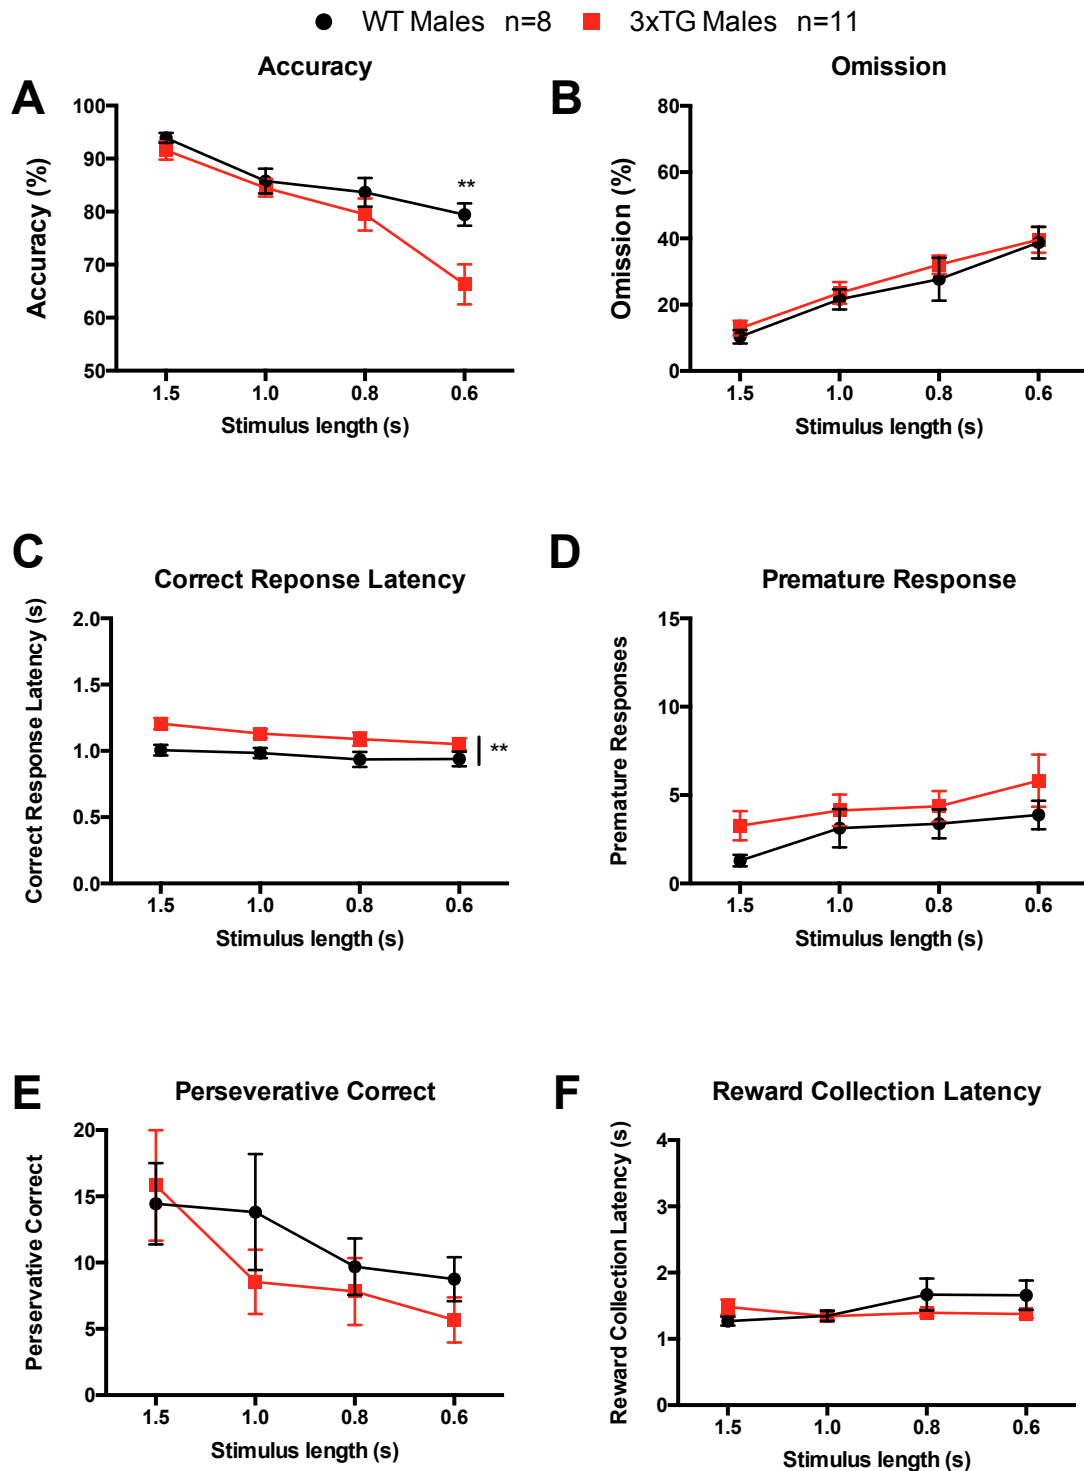 WT Males n=8 3xTG Males n=11
A
Accuracy
Accuracy (%)
100
90
80
70
60
50
**
1.5 1.0 0.8 0.6
Stimulus length (s)
B
Omission
Omission (%)
80
60
40
20
0
1.5 1.0 0.8 0.6
Stimulus length (s)
C
Correct Reponse Latency
Correct Response Latency (s)
2.0
1.5
1.0
0.5
0.0
**
1.5 1.0 0.8 0.6
Stimulus length (s)
D
Premature Response
Premature Responses
15
10
5
0
1.5 1.0 0.8 0.6
Stimulus length (s)
E
Perseverative Correct
Perservative Correct
20
15
10
5
0
1.5 1.0 0.8 0.6
Stimulus length (s)
F
Reward Collection Latency
Reward Collection Latency (s)
4
3
2
1
0
1.5 1.0 0.8 0.6
Stimulus length (s)